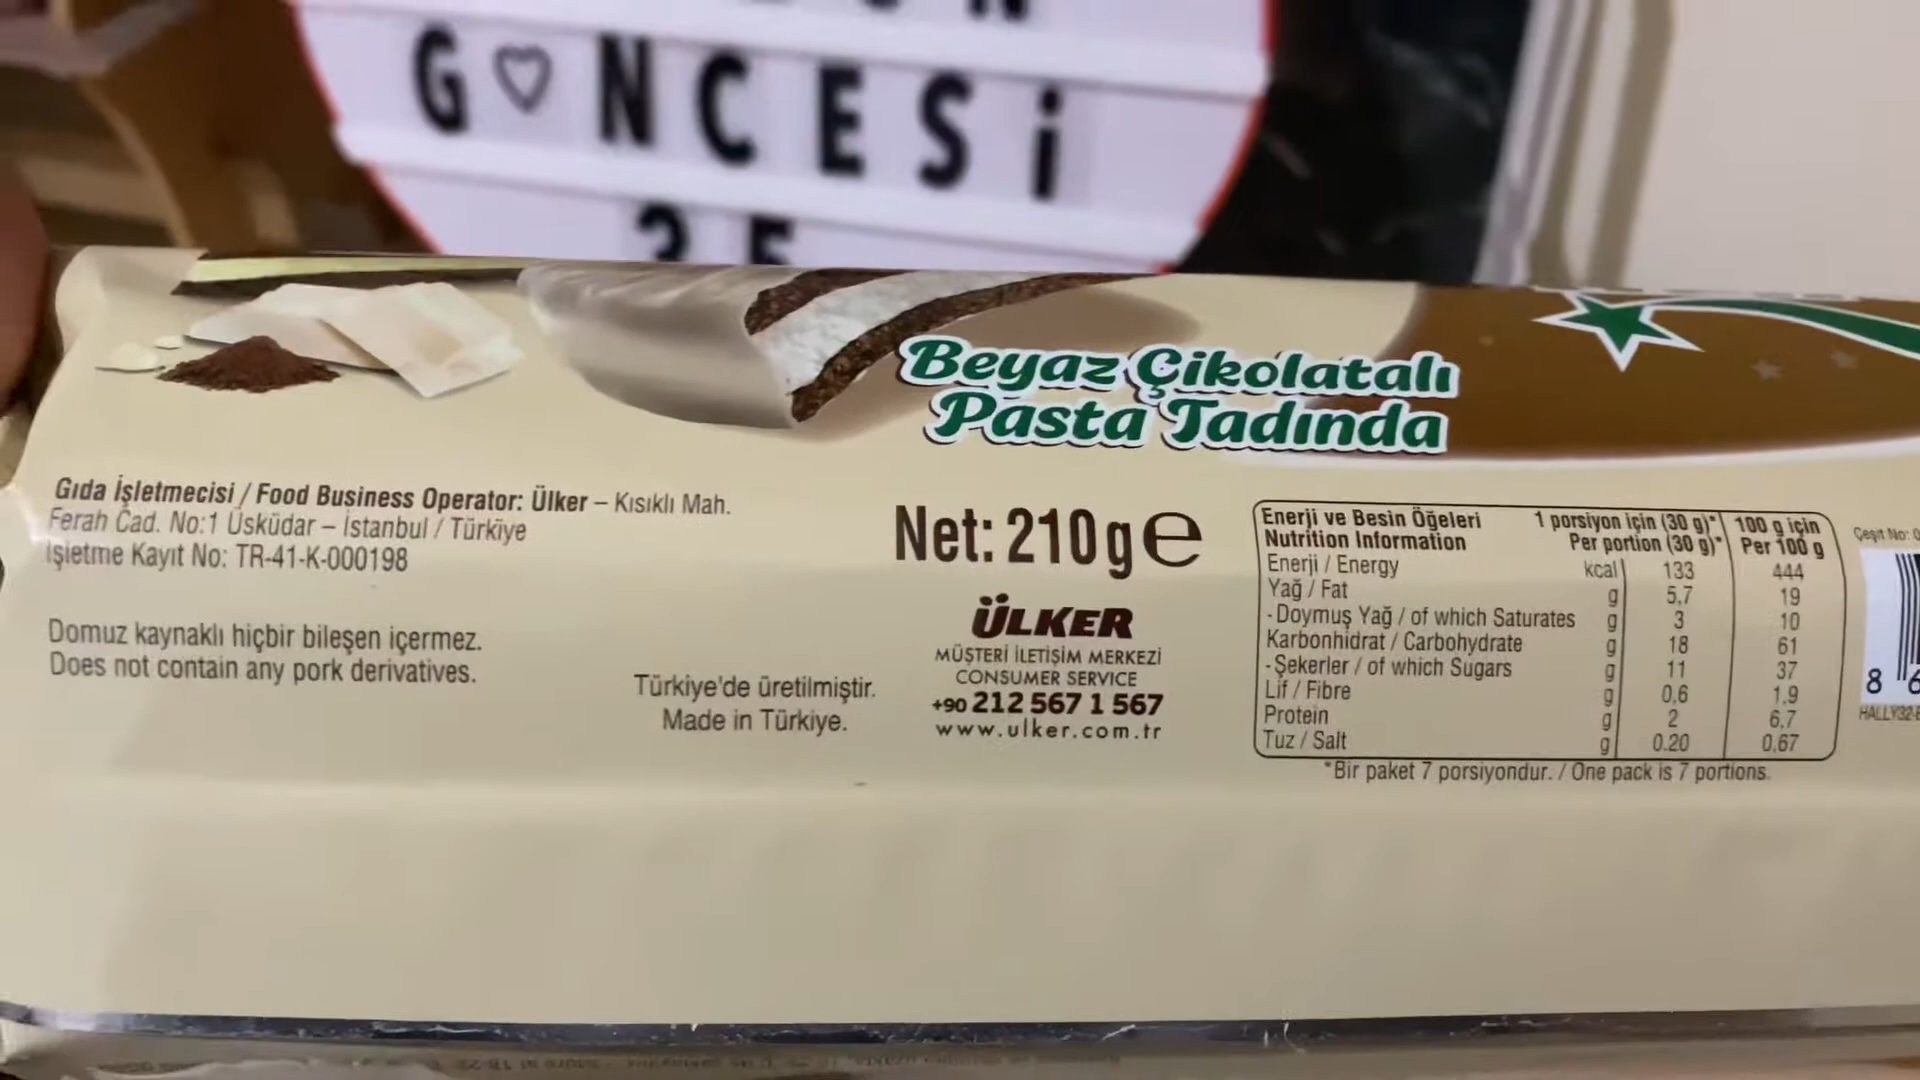 G♡NCESİ
Beyaz Çikolatalı
Pasta Tadında
Gıda İşletmecisi / Food Business Operator: Ülker – Kısıklı Mah.
Ferah Cad. No:1 Üsküdar – İstanbul / Türkiye
İşletme Kayıt No: TR-41-K-000198
Domuz kaynaklı hiçbir bileşen içermez.
Does not contain any pork derivatives.
Türkiye'de üretilmiştir.
Made in Türkiye.
Net: 210 g e
ÜLKER
MÜŞTERİ İLETİŞİM MERKEZİ
CONSUMER SERVICE
+90 212 567 1 567
www.ulker.com.tr
Enerji ve Besin Öğeleri 1 porsiyon için (30 g)* 100 g için
Nutrition Information Per portion (30 g)* Per 100 g
Enerji / Energy kcal 133 444
Yağ / Fat g 5,7 19
- Doymuş Yağ / of which Saturates g 3 10
Karbonhidrat / Carbohydrate g 18 61
- Şekerler / of which Sugars g 11 37
Lif / Fibre g 0,6 1,9
Protein g 2 6,7
Tuz / Salt g 0.20 0,67
*Bir paket 7 porsiyondur. / One pack is 7 portions.
Çeşit No:
8 6
HALLY32-